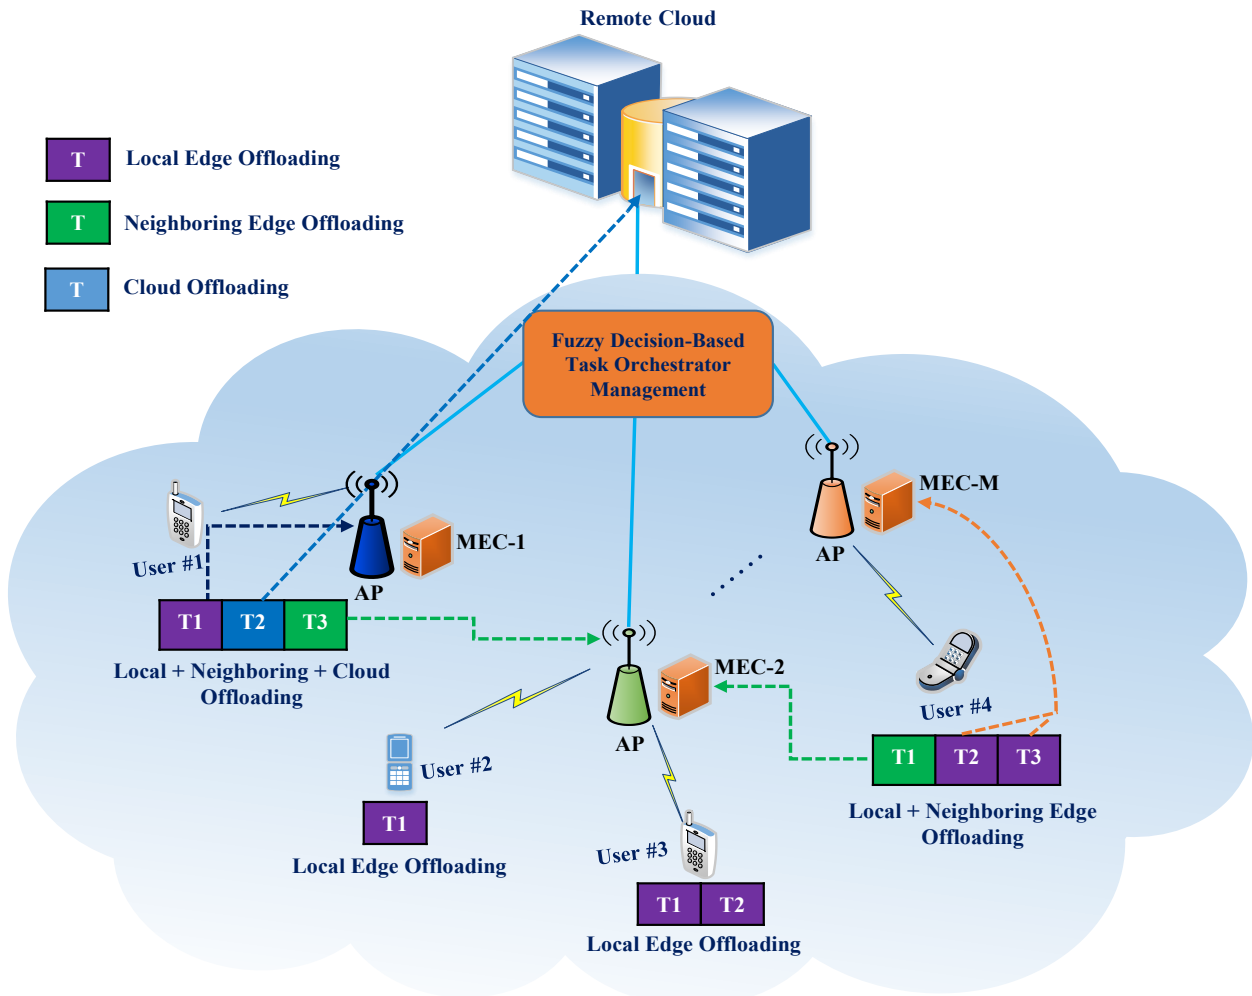 Remote Cloud
T
Local Edge Offloading
T
Neighboring Edge Offloading
T
Cloud Offloading
Fuzzy Decision-Based
Task Orchestrator
Management
User #1
MEC-1
AP
T1 T2 T3
Local + Neighboring + Cloud
Offloading
MEC-M
AP
User #4
T1 T2 T3
Local + Neighboring Edge
Offloading
MEC-2
AP
User #2
T1
Local Edge Offloading
User #3
T1 T2
Local Edge Offloading